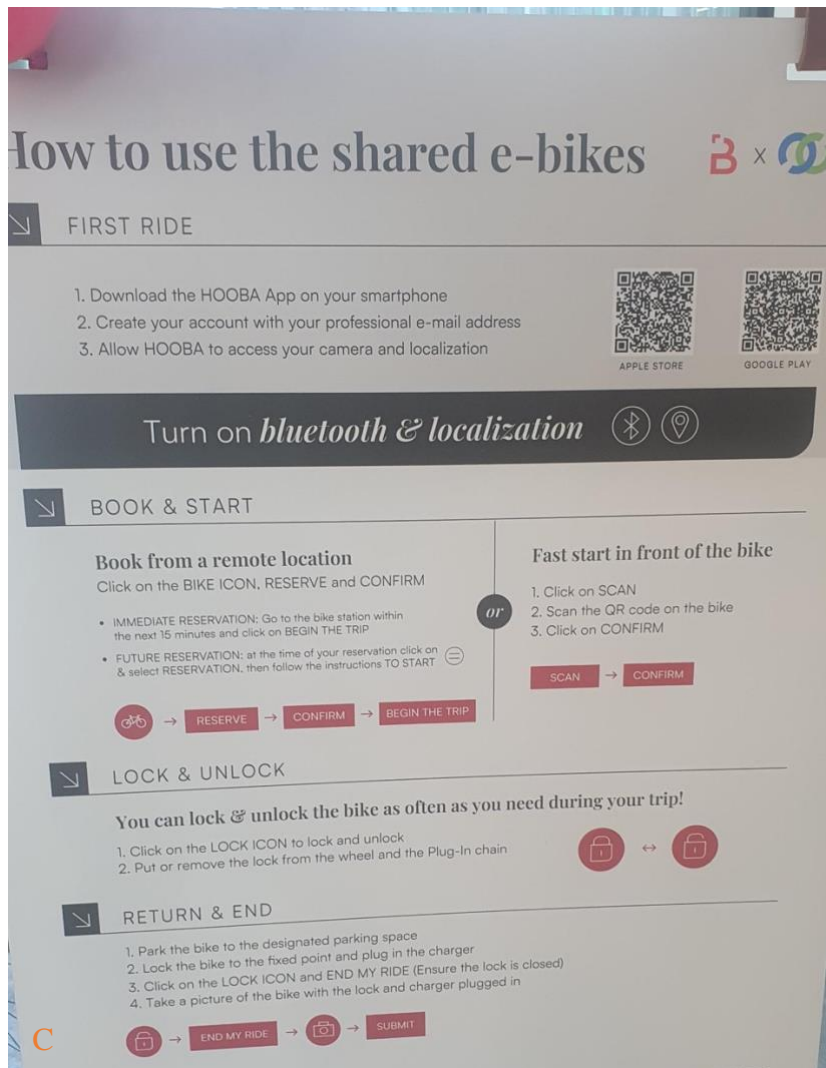 How to use the shared e-bikes
B x
FIRST RIDE
1. Download the HOOBA App on your smartphone
2. Create your account with your professional e-mail address
3. Allow HOOBA to access your camera and localization
APPLE STORE
GOOGLE PLAY
Turn on bluetooth & localization
BOOK & START
Book from a remote location
Click on the BIKE ICON, RESERVE and CONFIRM
• IMMEDIATE RESERVATION: Go to the bike station within
the next 15 minutes and click on BEGIN THE TRIP
• FUTURE RESERVATION: at the time of your reservation click on
& select RESERVATION, then follow the instructions TO START
→ RESERVE → CONFIRM → BEGIN THE TRIP
or
Fast start in front of the bike
1. Click on SCAN
2. Scan the QR code on the bike
3. Click on CONFIRM
SCAN → CONFIRM
LOCK & UNLOCK
You can lock & unlock the bike as often as you need during your trip!
1. Click on the LOCK ICON to lock and unlock
2. Put or remove the lock from the wheel and the Plug-In chain
↔
RETURN & END
1. Park the bike to the designated parking space
2. Lock the bike to the fixed point and plug in the charger
3. Click on the LOCK ICON and END MY RIDE (Ensure the lock is closed)
4. Take a picture of the bike with the lock and charger plugged in
→ END MY RIDE → → SUBMIT
C